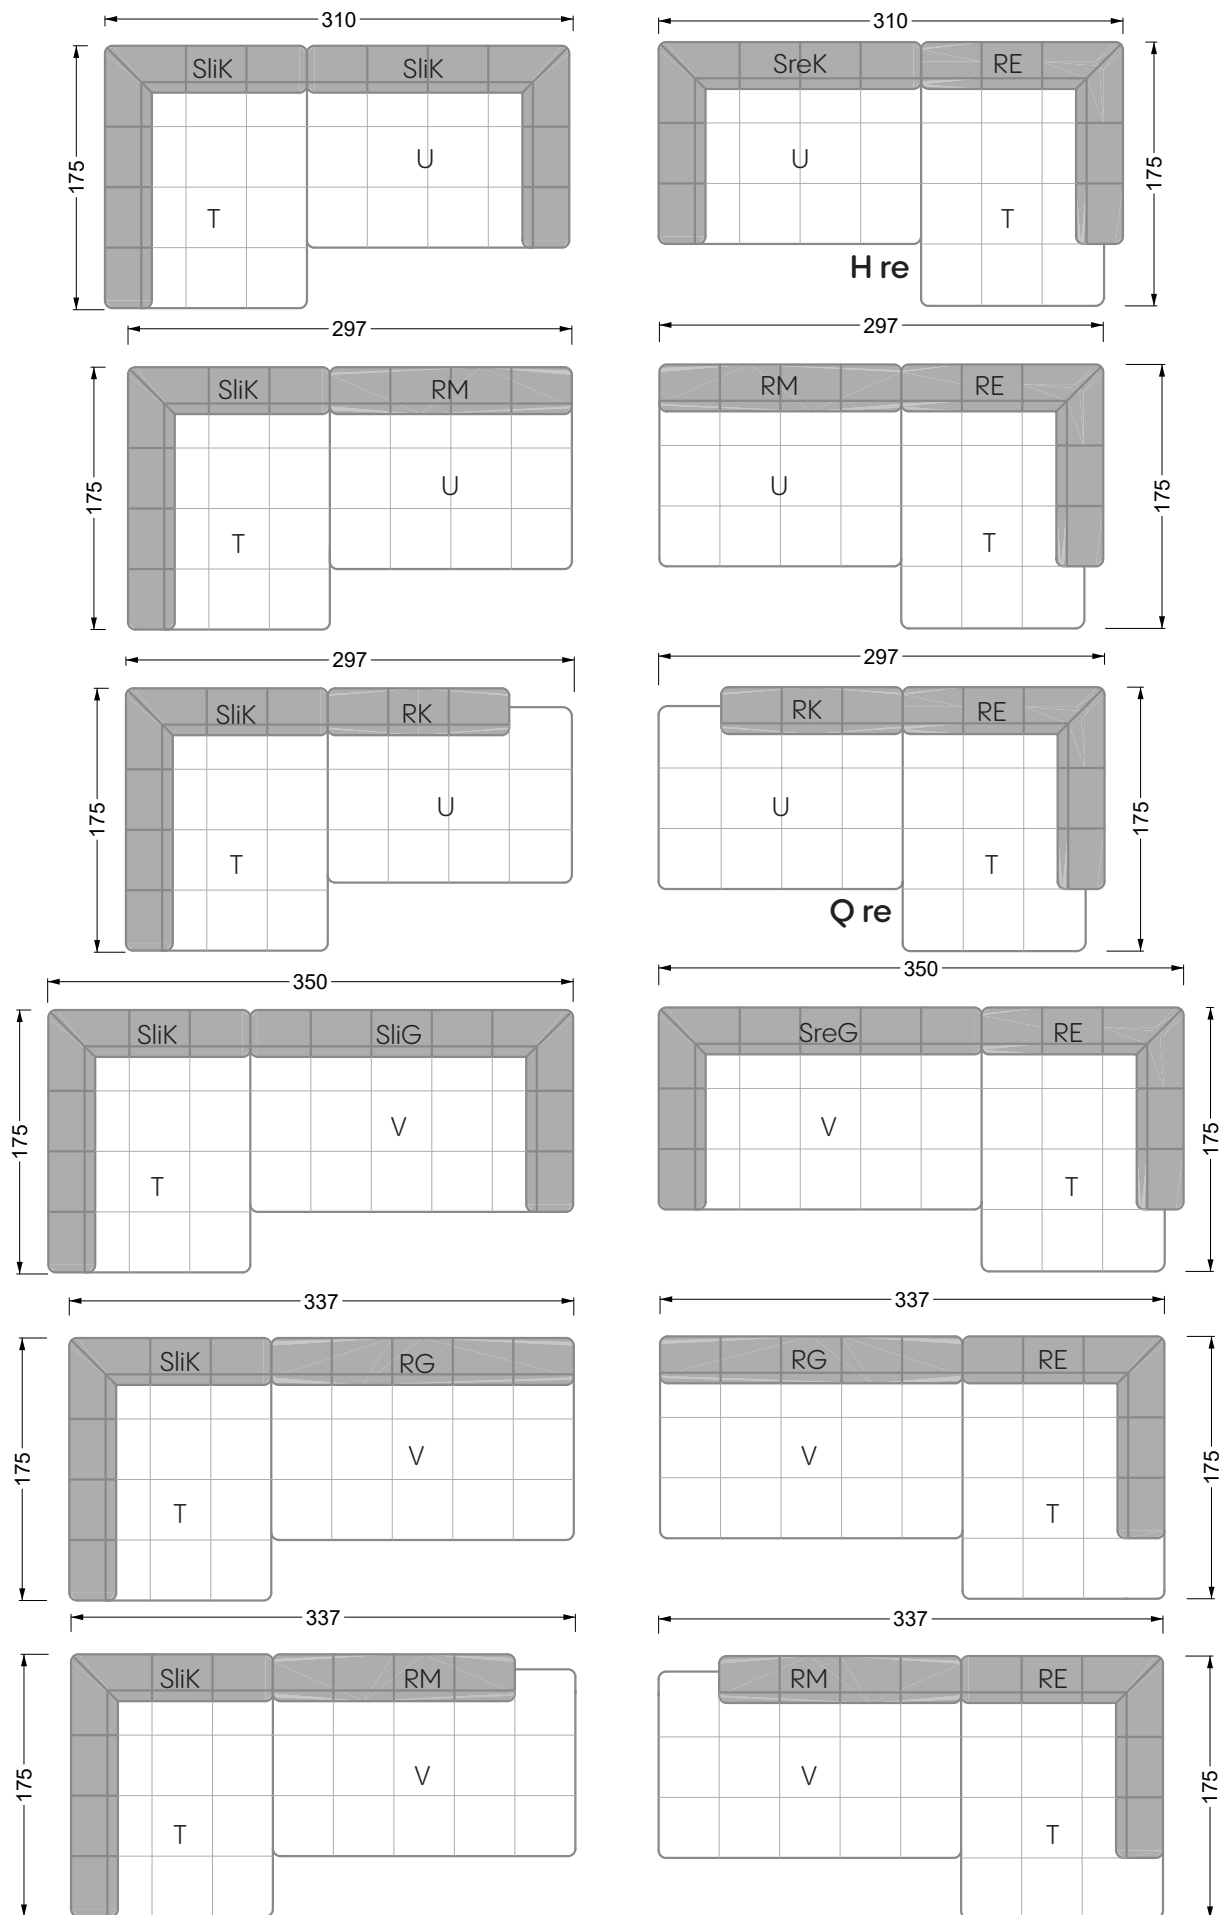 310 310
SliK SliK SreK RE
175 U T U T 175
H re
297 297
SliK RM RM RE
175 U T U T 175
297 297
SliK RK RK RE
175 U T U T 175
Q re
350 350
SliK SliG SreG RE
175 V T V T 175
337 337
SliK RG RG RE
175 V T V T 175
337 337
SliK RM RM RE
175 V T V T 175